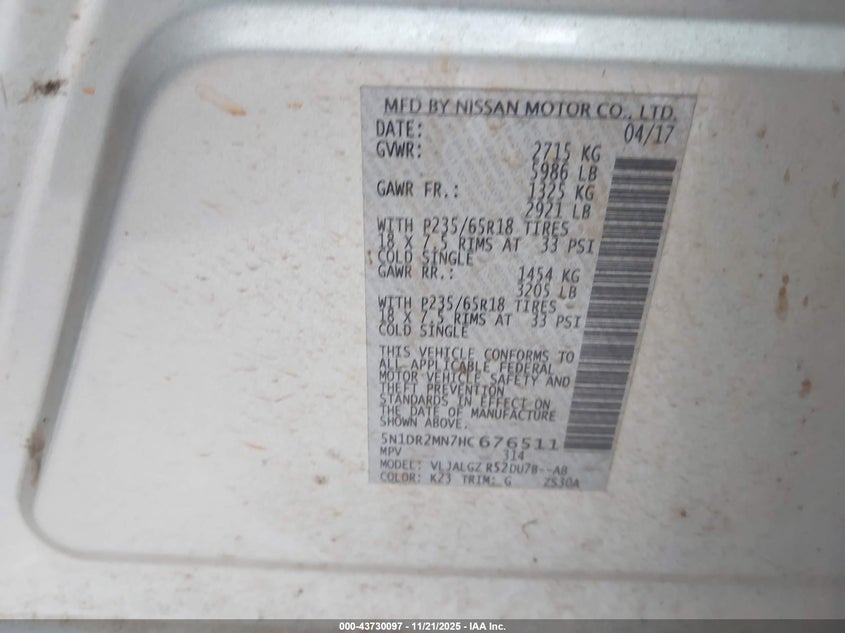 MFD BY NISSAN MOTOR CO., LTD.
DATE: 04/17
GVWR: 2715 KG
5986 LB
GAWR FR.: 1325 KG
2921 LB
WITH P235/65R18 TIRES
18 X 7.5 RIMS AT 33 PSI
COLD SINGLE
GAWR RR.: 1454 KG
3205 LB
WITH P235/65R18 TIRES
18 X 7.5 RIMS AT 33 PSI
COLD SINGLE
THIS VEHICLE CONFORMS TO
ALL APPLICABLE FEDERAL
MOTOR VEHICLE SAFETY AND
THEFT PREVENTION
STANDARDS IN EFFECT ON
THE DATE OF MANUFACTURE
SHOWN ABOVE.
5N1DR2MN7HC676511
MPV 314
MODEL: VLJALGZ R52DU7B--AB
COLOR: K23 TRIM: G ZS30A
000-43730097 - 11/21/2025 - IAA Inc.